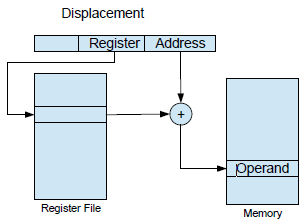 Displacement
Register Address
+
Operand
Register File
Memory